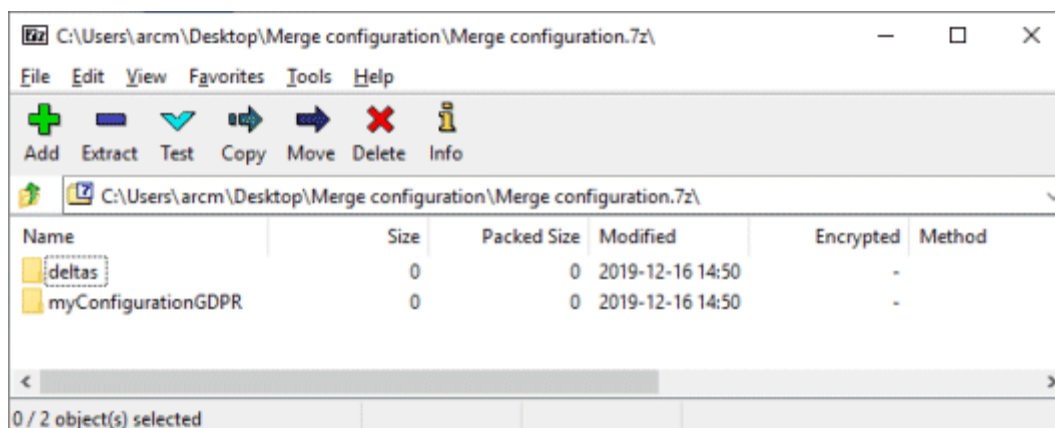 7z C:\Users\arcm\Desktop\Merge configuration\Merge configuration.7z\
File Edit View Favorites Tools Help
Add Extract Test Copy Move Delete Info
C:\Users\arcm\Desktop\Merge configuration\Merge configuration.7z\
Name Size Packed Size Modified Encrypted Method
deltas 0 0 2019-12-16 14:50 -
myConfigurationGDPR 0 0 2019-12-16 14:50 -
0 / 2 object(s) selected